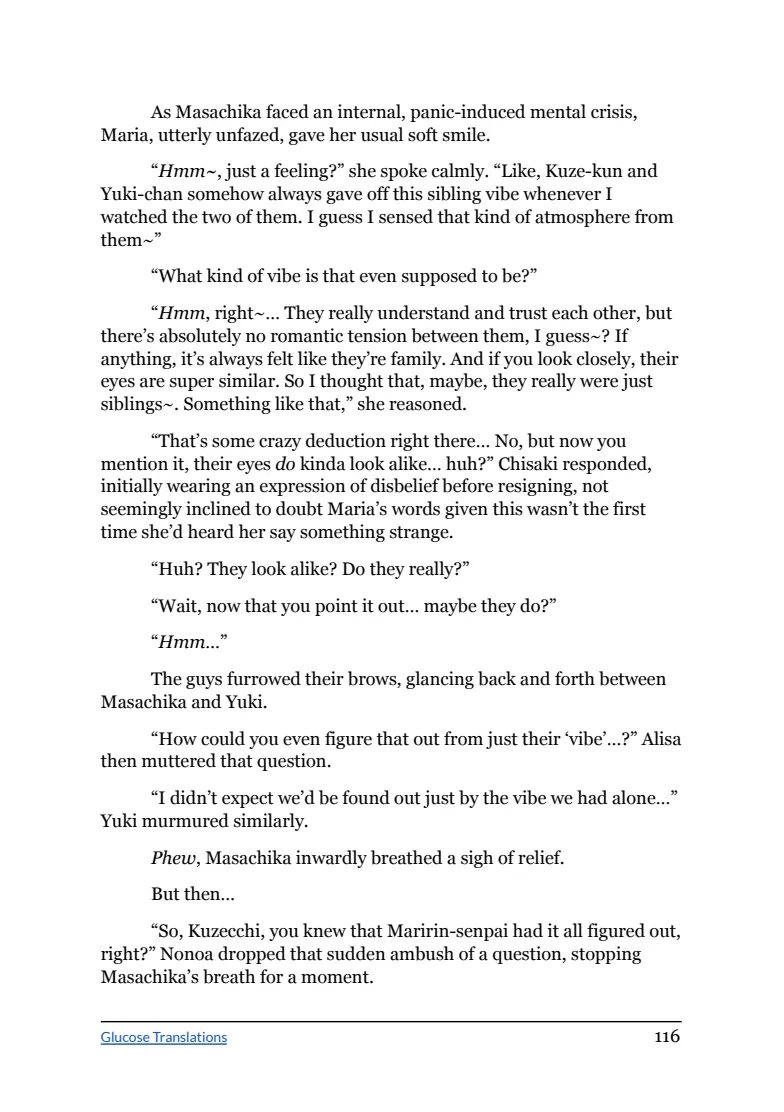 As Masachika faced an internal, panic-induced mental crisis,
Maria, utterly unfazed, gave her usual soft smile.
“Hmm~, just a feeling?” she spoke calmly. “Like, Kuze-kun and
Yuki-chan somehow always gave off this sibling vibe whenever I
watched the two of them. I guess I sensed that kind of atmosphere from
them~”
“What kind of vibe is that even supposed to be?”
“Hmm, right~… They really understand and trust each other, but
there’s absolutely no romantic tension between them, I guess~? If
anything, it’s always felt like they’re family. And if you look closely, their
eyes are super similar. So I thought that, maybe, they really were just
siblings~. Something like that,” she reasoned.
“That’s some crazy deduction right there… No, but now you
mention it, their eyes do kinda look alike… huh?” Chisaki responded,
initially wearing an expression of disbelief before resigning, not
seemingly inclined to doubt Maria’s words given this wasn’t the first
time she’d heard her say something strange.
“Huh? They look alike? Do they really?”
“Wait, now that you point it out… maybe they do?”
“Hmm…”
The guys furrowed their brows, glancing back and forth between
Masachika and Yuki.
“How could you even figure that out from just their ‘vibe’…?” Alisa
then muttered that question.
“I didn’t expect we’d be found out just by the vibe we had alone…”
Yuki murmured similarly.
Phew, Masachika inwardly breathed a sigh of relief.
But then…
“So, Kuzecchi, you knew that Maririn-senpai had it all figured out,
right?” Nonoa dropped that sudden ambush of a question, stopping
Masachika’s breath for a moment.
Glucose Translations 116